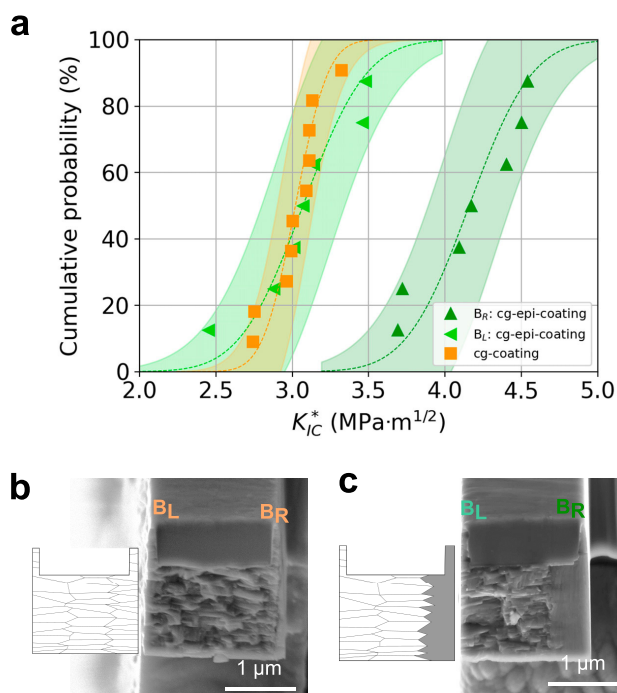 a
100
80
60
40
20
0
Cumulative probability (%)
2.0 2.5 3.0 3.5 4.0 4.5 5.0
K*IC (MPa·m1/2)
BR: cg-epi-coating
BL: cg-epi-coating
cg-coating
b
BL BR
1 µm
c
BL BR
1 µm